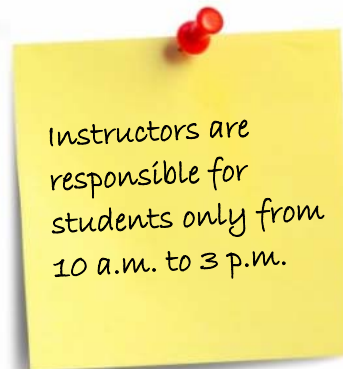 Instructors are
responsible for
students only from
10 a.m. to 3 p.m.